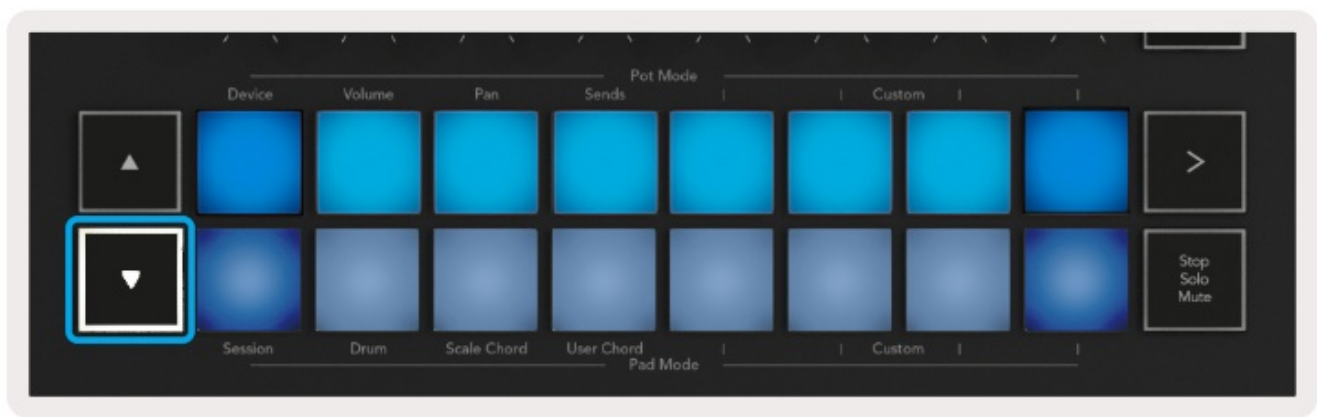 Pot Mode
Device Volume Pan Sends | | Custom | |
▲ >
▼ Stop
Solo
Mute
Session Drum Scale Chord User Chord | | Custom | |
Pad Mode